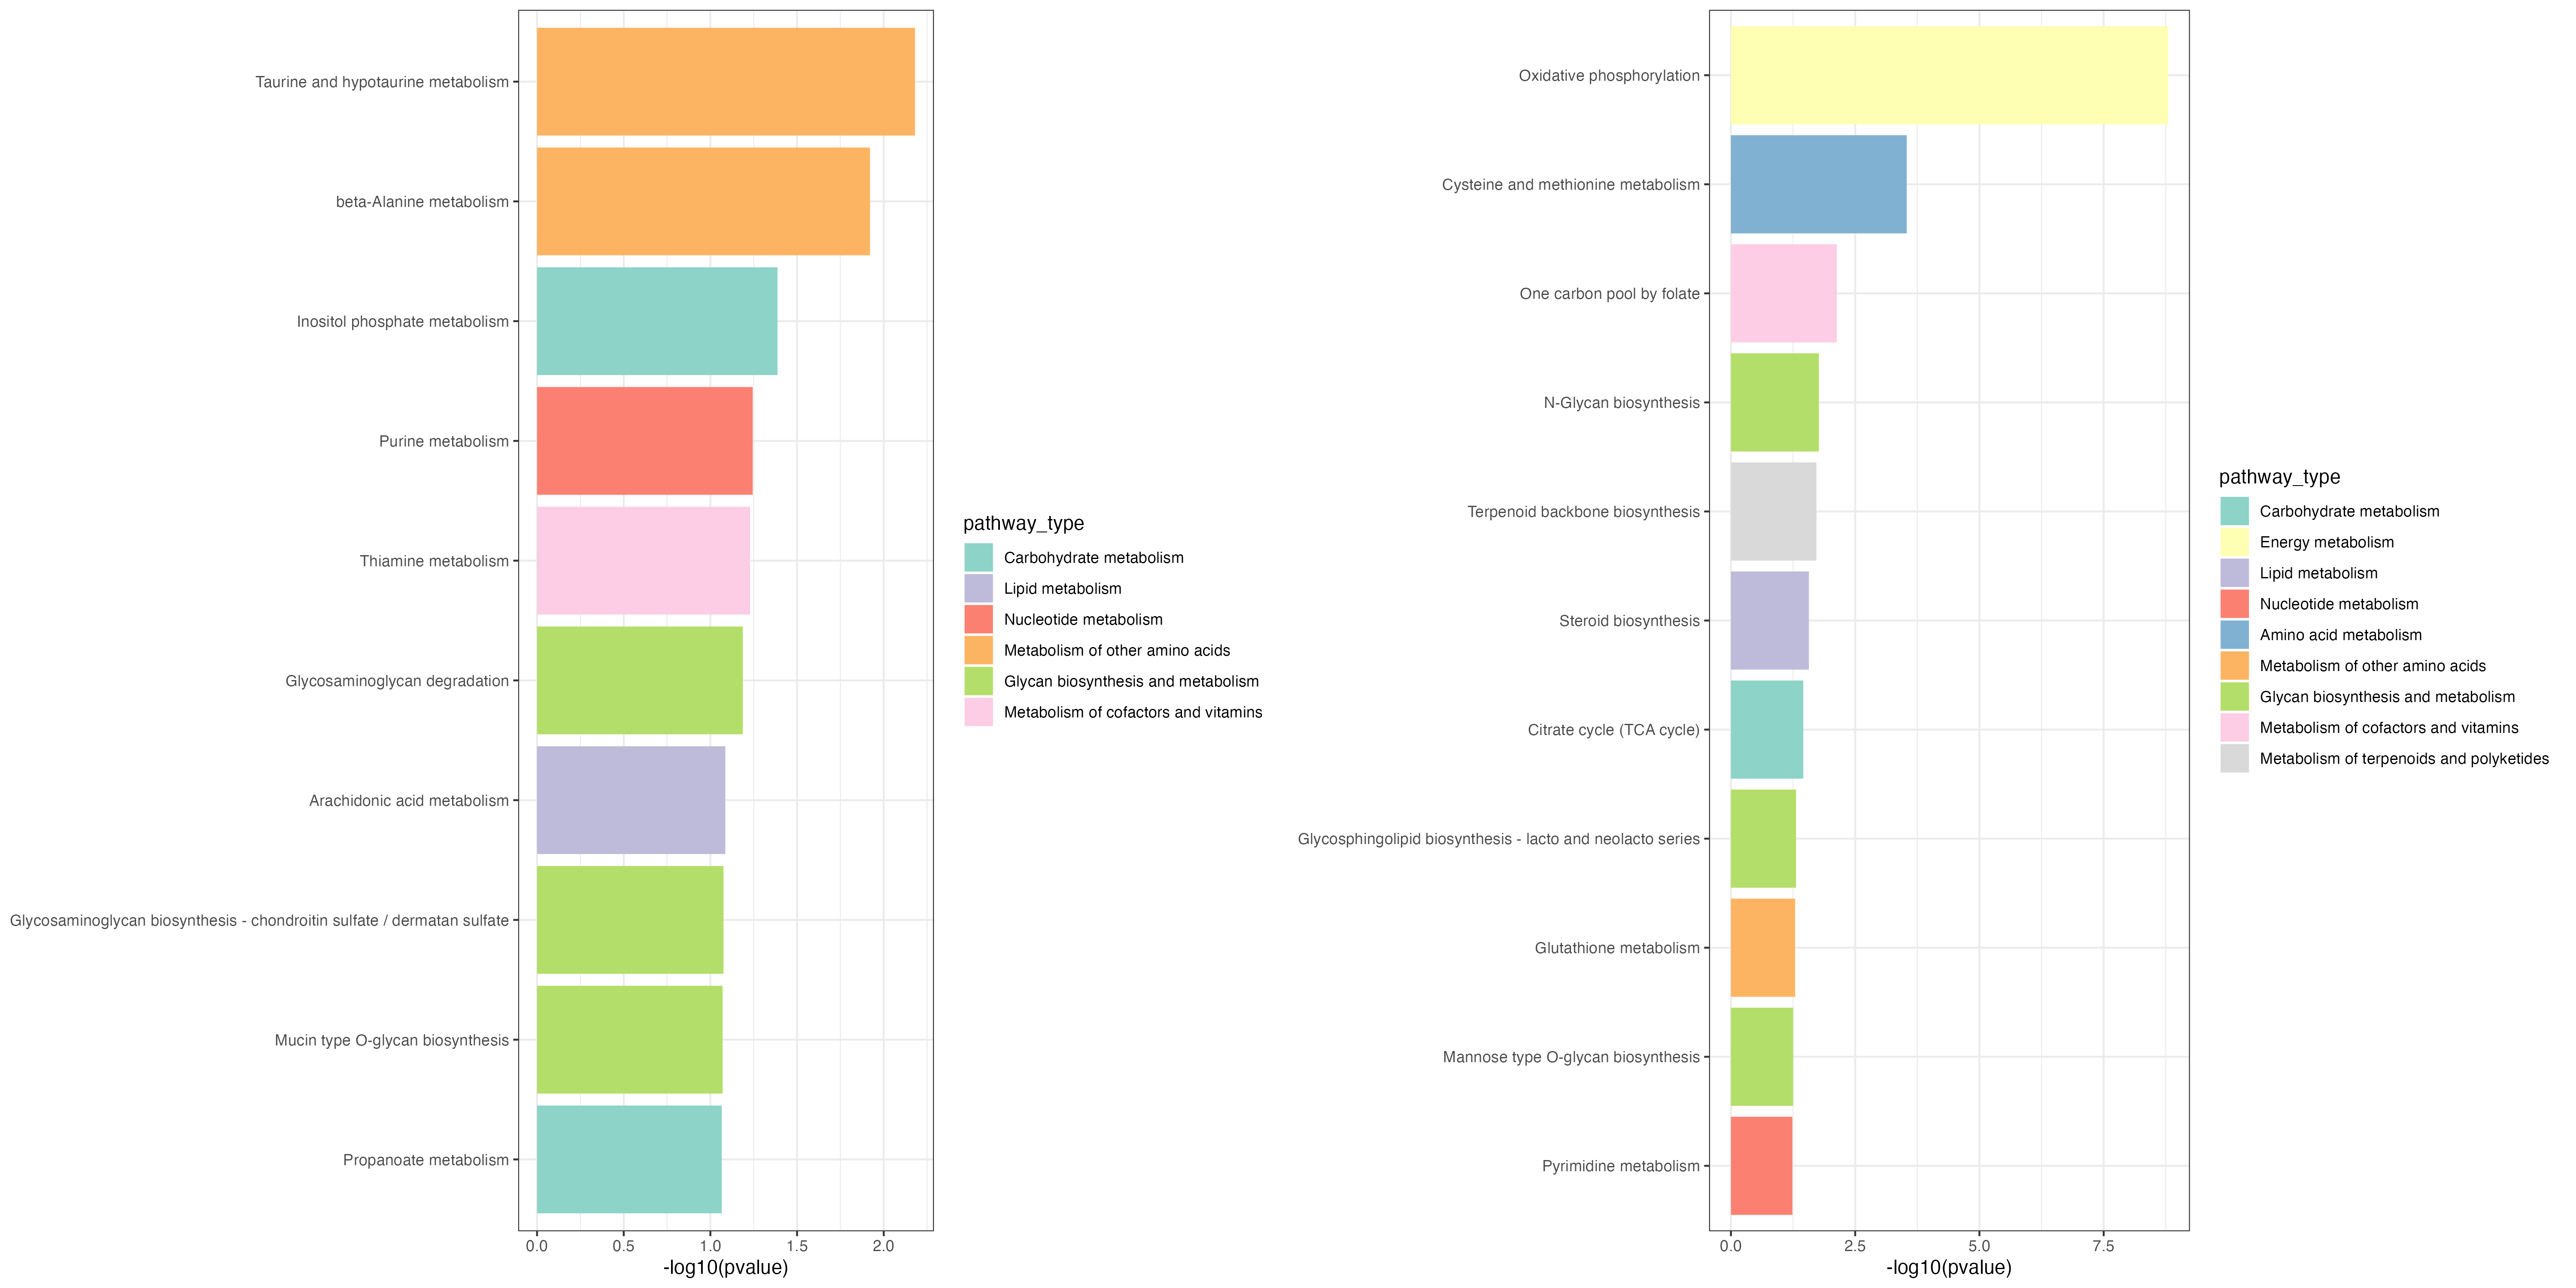 Taurine and hypotaurine metabolism
beta-Alanine metabolism
Inositol phosphate metabolism
Purine metabolism
Thiamine metabolism
Glycosaminoglycan degradation
Arachidonic acid metabolism
Glycosaminoglycan biosynthesis - chondroitin sulfate / dermatan sulfate
Mucin type O-glycan biosynthesis
Propanoate metabolism
0.0 0.5 1.0 1.5 2.0
-log10(pvalue)
pathway_type
Carbohydrate metabolism
Lipid metabolism
Nucleotide metabolism
Metabolism of other amino acids
Glycan biosynthesis and metabolism
Metabolism of cofactors and vitamins
Oxidative phosphorylation
Cysteine and methionine metabolism
One carbon pool by folate
N-Glycan biosynthesis
Terpenoid backbone biosynthesis
Steroid biosynthesis
Citrate cycle (TCA cycle)
Glycosphingolipid biosynthesis - lacto and neolacto series
Glutathione metabolism
Mannose type O-glycan biosynthesis
Pyrimidine metabolism
0.0 2.5 5.0 7.5
-log10(pvalue)
pathway_type
Carbohydrate metabolism
Energy metabolism
Lipid metabolism
Nucleotide metabolism
Amino acid metabolism
Metabolism of other amino acids
Glycan biosynthesis and metabolism
Metabolism of cofactors and vitamins
Metabolism of terpenoids and polyketides